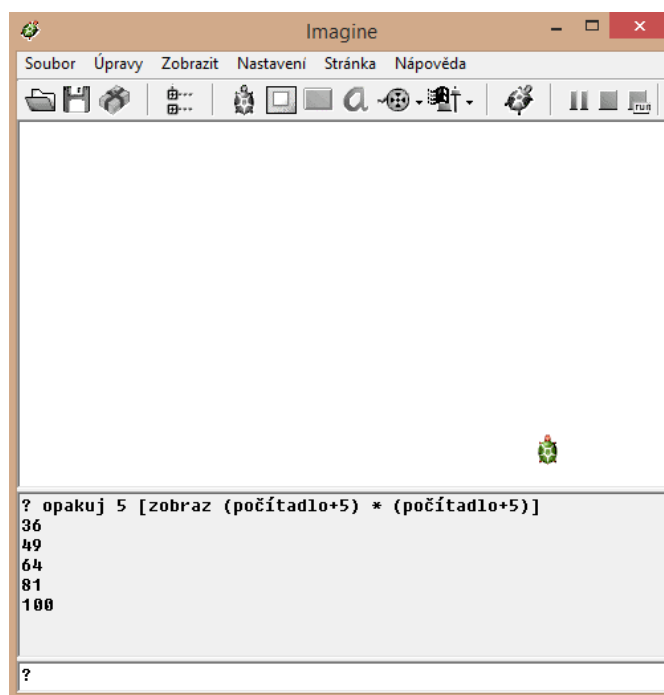 Imagine
Soubor Úpravy Zobrazit Nastavení Stránka Nápověda
run
? opakuj 5 [zobraz (počítadlo+5) * (počítadlo+5)]
36
49
64
81
100
?